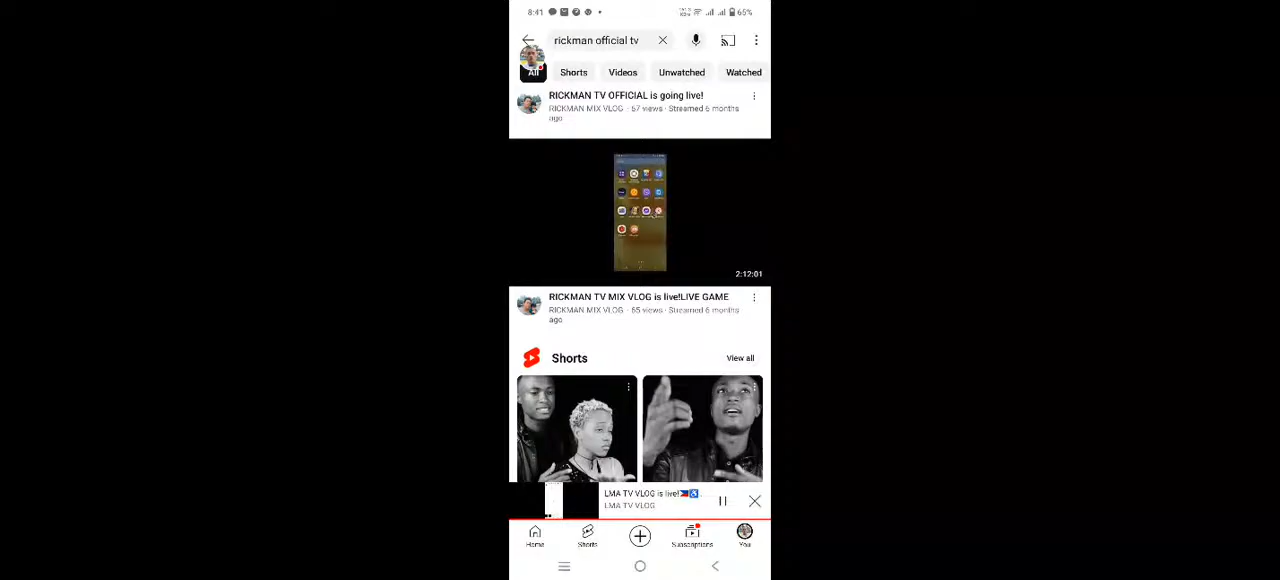 8:41
65%
rickman official tv
All Shorts Videos Unwatched Watched
RICKMAN TV OFFICIAL is going live!
RICKMAN MIX VLOG · 67 views · Streamed 6 months
ago
2:12:01
RICKMAN TV MIX VLOG is live!LIVE GAME
RICKMAN MIX VLOG · 65 views · Streamed 6 months
ago
Shorts View all
LMA TV VLOG is live!🇵🇭♿
LMA TV VLOG
Home Shorts Subscriptions You